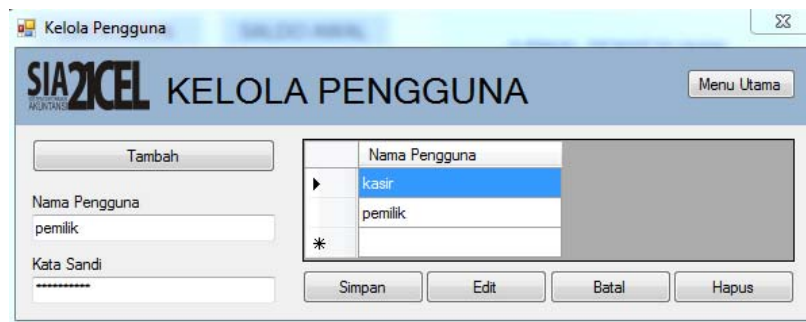 Kelola Pengguna
SIA21CEL
KELOLA PENGGUNA
Menu Utama
Tambah
Nama Pengguna
pemilik
Kata Sandi
**********
Nama Pengguna
kasir
pemilik
Simpan
Edit
Batal
Hapus